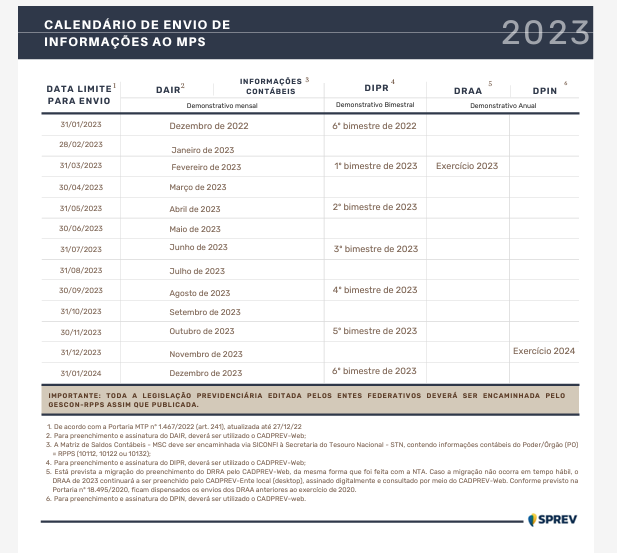 CALENDÁRIO DE ENVIO DE
INFORMAÇÕES AO MPS
2023
DATA LIMITE¹
PARA ENVIO
DAIR²
INFORMAÇÕES ³
CONTÁBEIS
DIPR ⁴
DRAA ⁵
DPIN ⁶
Demonstrativo mensal
Demonstrativo Bimestral
Demonstrativo Anual
31/01/2023 Dezembro de 2022 6º bimestre de 2022
28/02/2023 Janeiro de 2023
31/03/2023 Fevereiro de 2023 1º bimestre de 2023 Exercício 2023
30/04/2023 Março de 2023
31/05/2023 Abril de 2023 2º bimestre de 2023
30/06/2023 Maio de 2023
31/07/2023 Junho de 2023 3º bimestre de 2023
31/08/2023 Julho de 2023
30/09/2023 Agosto de 2023 4º bimestre de 2023
31/10/2023 Setembro de 2023
30/11/2023 Outubro de 2023 5º bimestre de 2023
31/12/2023 Novembro de 2023 Exercício 2024
31/01/2024 Dezembro de 2023 6º bimestre de 2023
IMPORTANTE: TODA A LEGISLAÇÃO PREVIDENCIÁRIA EDITADA PELOS ENTES FEDERATIVOS DEVERÁ SER ENCAMINHADA PELO
GESCON-RPPS ASSIM QUE PUBLICADA.
1. De acordo com a Portaria MTP nº 1.467/2022 (art. 241), atualizada até 27/12/22
2. Para preenchimento e assinatura do DAIR, deverá ser utilizado o CADPREV-Web;
3. A Matriz de Saldos Contábeis - MSC deve ser encaminhada via SICONFI à Secretaria do Tesouro Nacional - STN, contendo informações contábeis do Poder/Órgão (PO)
= RPPS (10112, 10122 ou 10132);
4. Para preenchimento e assinatura do DIPR, deverá ser utilizado o CADPREV-Web;
5. Está prevista a migração do preenchimento do DRRA pelo CADPREV-Web, da mesma forma que foi feita com a NTA. Caso a migração não ocorra em tempo hábil, o
DRAA de 2023 continuará a ser preenchido pelo CADPREV-Ente local (desktop), assinado digitalmente e consultado por meio do CADPREV-Web. Conforme previsto na
Portaria nº 18.495/2020, ficam dispensados os envios dos DRAA anteriores ao exercício de 2020.
6. Para preenchimento e assinatura do DPIN, deverá ser utilizado o CADPREV-web.
SPREV